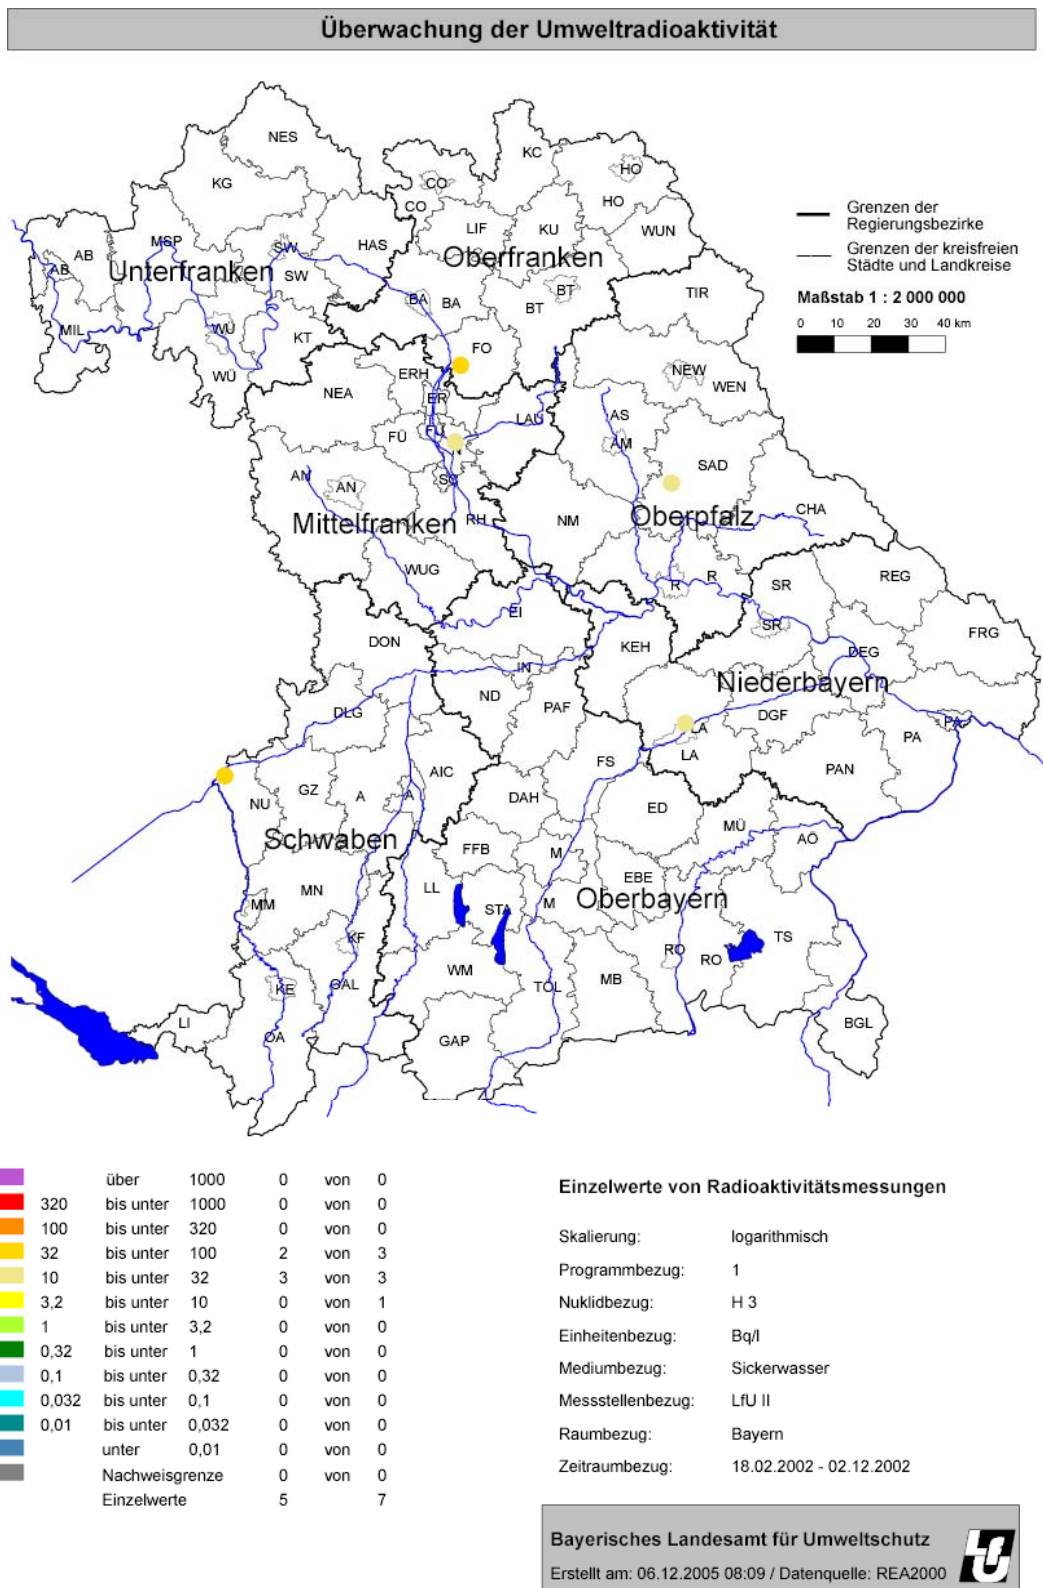 Überwachung der Umweltradioaktivität
NES
KC
KG
CO
HO
CO
HO
LIF
KU
WUN
MSP
SW
HAS
AB
AB
Unterfranken
SW
Oberfranken
BT
TIR
BA
BA
BT
MIL
WÜ
KT
FO
WÜ
ERH
NEA
NEW
WEN
ER
LAU
AS
FÜ
FÜ
N
AM
SAD
AN
AN
SC
Mittelfranken
RH
NM
Oberpfalz
CHA
WUG
R
R
SR
REG
EI
SR
FRG
DON
KEH
DEG
IN
Niederbayern
ND
PAF
DLG
LA
DGF
PA
PA
LA
AIC
FS
PAN
NU
GZ
A
A
DAH
ED
MÜ
AÖ
Schwaben
FFB
M
EBE
MN
LL
MM
STA
M
Oberbayern
KF
RO
RO
TS
WM
MB
KE
OAL
TÖL
LI
OA
GAP
BGL
Grenzen der
Regierungsbezirke
Grenzen der kreisfreien
Städte und Landkreise
Maßstab 1 : 2 000 000
0 10 20 30 40 km
über 1000 0 von 0
320 bis unter 1000 0 von 0
100 bis unter 320 0 von 0
32 bis unter 100 2 von 3
10 bis unter 32 3 von 3
3,2 bis unter 10 0 von 1
1 bis unter 3,2 0 von 0
0,32 bis unter 1 0 von 0
0,1 bis unter 0,32 0 von 0
0,032 bis unter 0,1 0 von 0
0,01 bis unter 0,032 0 von 0
unter 0,01 0 von 0
Nachweisgrenze 0 von 0
Einzelwerte 5 7
Einzelwerte von Radioaktivitätsmessungen
Skalierung: logarithmisch
Programmbezug: 1
Nuklidbezug: H 3
Einheitenbezug: Bq/l
Mediumbezug: Sickerwasser
Messstellenbezug: LfU II
Raumbezug: Bayern
Zeitraumbezug: 18.02.2002 - 02.12.2002
Bayerisches Landesamt für Umweltschutz
Erstellt am: 06.12.2005 08:09 / Datenquelle: REA2000
LfU